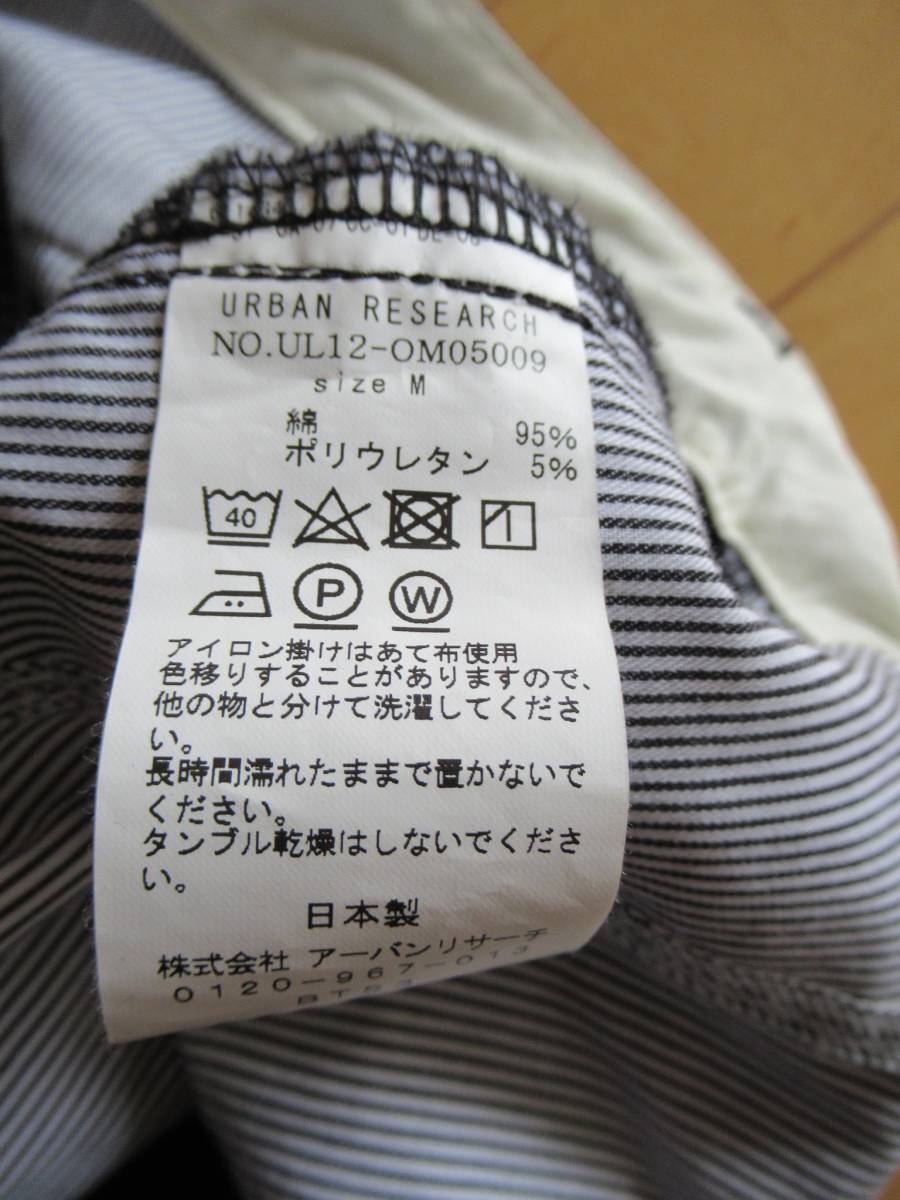 URBAN RESEARCH
NO.UL12-OM05009
size M
綿 95%
ポリウレタン 5%
40
P W
アイロン掛けはあて布使用
色移りすることがありますので、
他の物と分けて洗濯してくださ
い。
長時間濡れたままで置かないで
ください。
タンブル乾燥はしないでくださ
い。
日本製
株式会社 アーバンリサーチ
0120-967-013